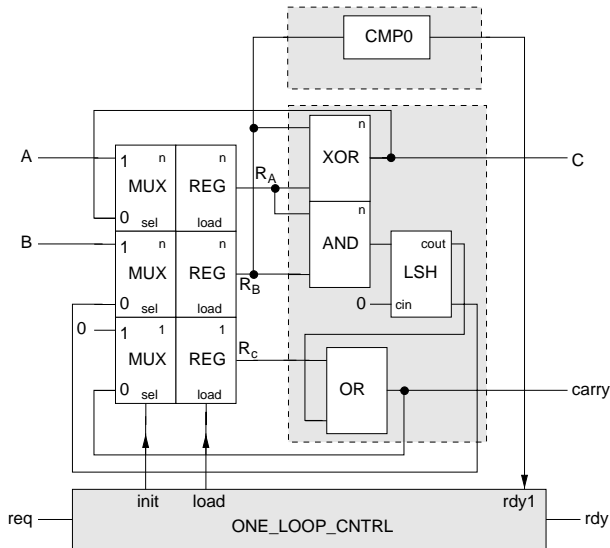 CMP0
n
XOR
A
1 n
MUX
REG
n
R_A
C
0 sel
load
n
AND
B
1 n
MUX
REG
n
R_B
cout
LSH
0
cin
0 sel
load
0
1 1
MUX
REG
1
R_c
0 sel
load
OR
carry
init
load
rdy1
req
ONE_LOOP_CNTRL
rdy